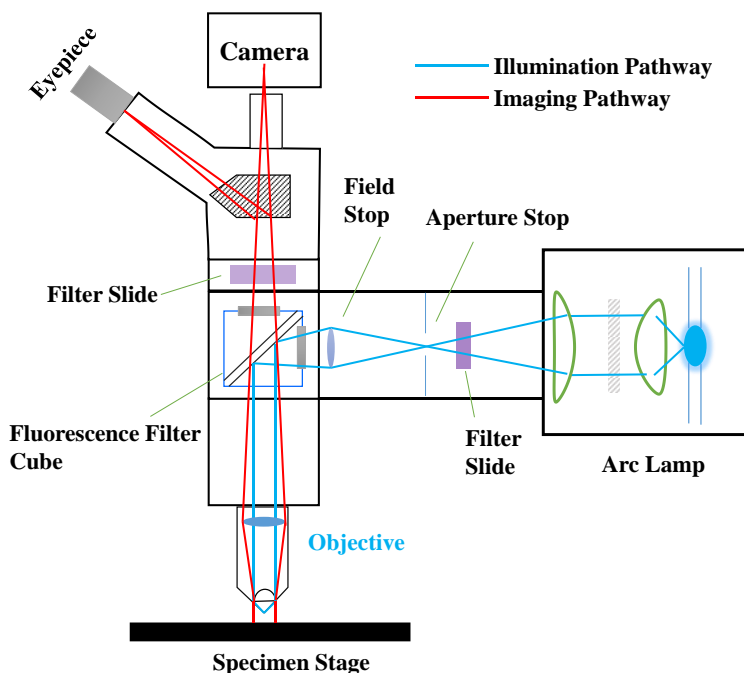 Camera
Eyepiece
Illumination Pathway
Imaging Pathway
Field
Stop
Aperture Stop
Filter Slide
Fluorescence Filter
Cube
Filter
Slide
Arc Lamp
Objective
Specimen Stage